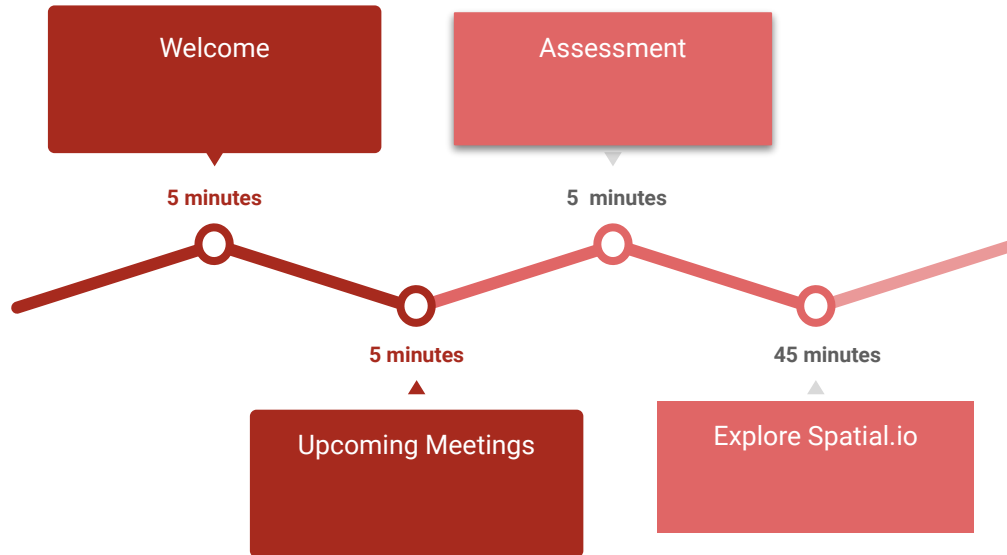 Welcome
Assessment
5 minutes
5  minutes
5 minutes
45 minutes
Upcoming Meetings
Explore Spatial.io